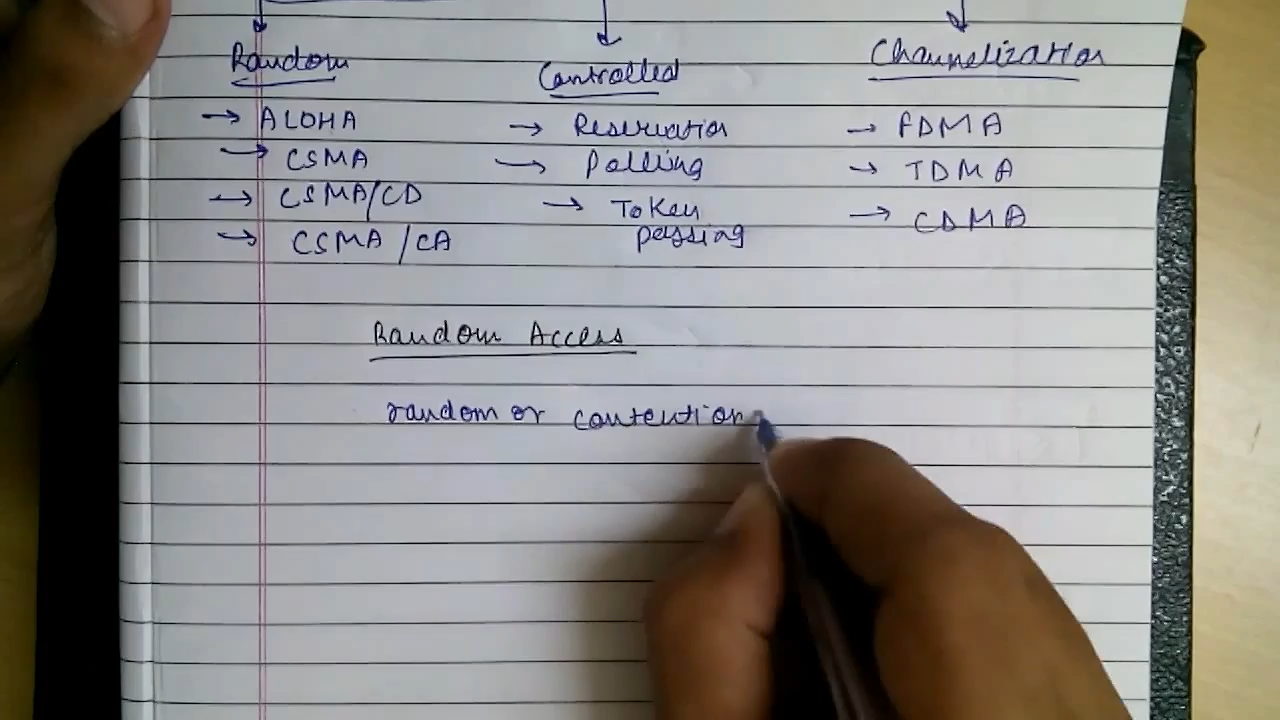 Random Controlled Channelization
→ ALOHA → Reservation → FDMA
→ CSMA → Polling → TDMA
→ CSMA/CD → Token → CDMA
→ CSMA/CA passing
Random Access
random or contention